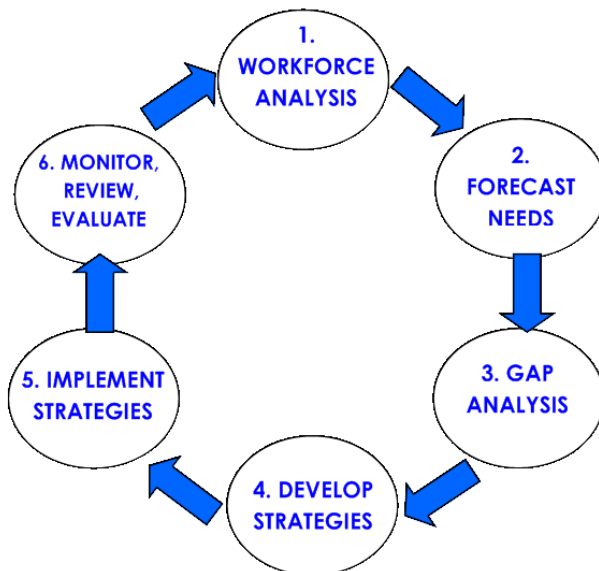 1.
WORKFORCE
ANALYSIS
2.
FORECAST
NEEDS
3. GAP
ANALYSIS
4. DEVELOP
STRATEGIES
5. IMPLEMENT
STRATEGIES
6. MONITOR,
REVIEW,
EVALUATE